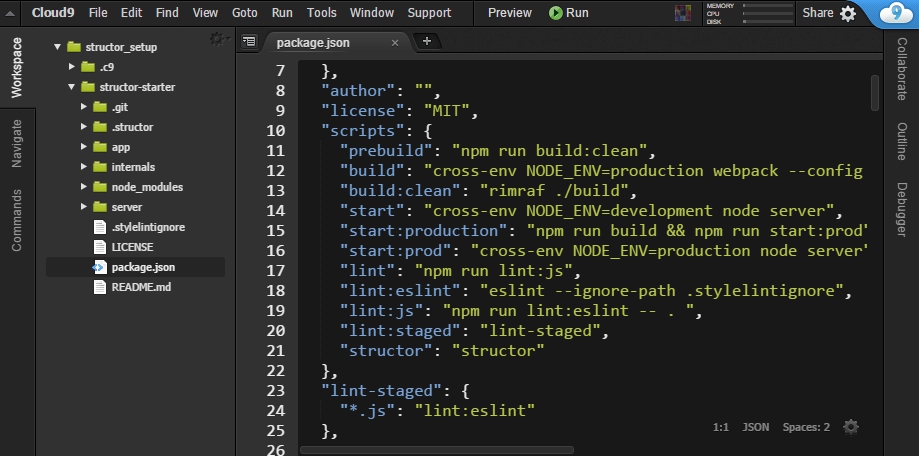 Cloud9 File Edit Find View Goto Run Tools Window Support Preview Run MEMORY CPU DISK Share
Workspace
Navigate
Commands
structor_setup
.c9
structor-starter
.git
.structor
app
internals
node_modules
server
.stylelintignore
LICENSE
package.json
README.md
package.json
7 },
8 "author": "",
9 "license": "MIT",
10 "scripts": {
11 "prebuild": "npm run build:clean",
12 "build": "cross-env NODE_ENV=production webpack --config
13 "build:clean": "rimraf ./build",
14 "start": "cross-env NODE_ENV=development node server",
15 "start:production": "npm run build && npm run start:prod"
16 "start:prod": "cross-env NODE_ENV=production node server"
17 "lint": "npm run lint:js",
18 "lint:eslint": "eslint --ignore-path .stylelintignore",
19 "lint:js": "npm run lint:eslint -- . ",
20 "lint:staged": "lint-staged",
21 "structor": "structor"
22 },
23 "lint-staged": {
24 "*.js": "lint:eslint"
25 },
26
1:1 JSON Spaces: 2
Collaborate
Outline
Debugger